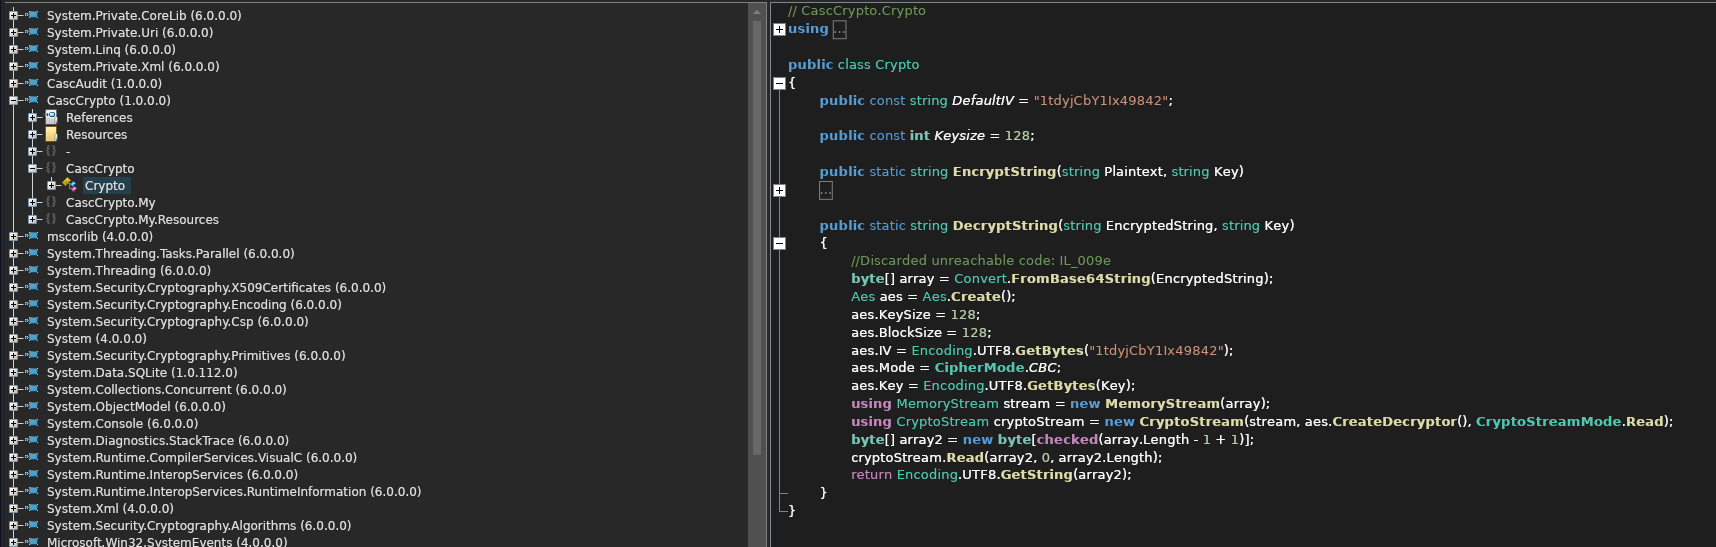 System.Private.CoreLib (6.0.0.0)
System.Private.Uri (6.0.0.0)
System.Linq (6.0.0.0)
System.Private.Xml (6.0.0.0)
CascAudit (1.0.0.0)
CascCrypto (1.0.0.0)
References
Resources
-
CascCrypto
Crypto
CascCrypto.My
CascCrypto.My.Resources
mscorlib (4.0.0.0)
System.Threading.Tasks.Parallel (6.0.0.0)
System.Threading (6.0.0.0)
System.Security.Cryptography.X509Certificates (6.0.0.0)
System.Security.Cryptography.Encoding (6.0.0.0)
System.Security.Cryptography.Csp (6.0.0.0)
System (4.0.0.0)
System.Security.Cryptography.Primitives (6.0.0.0)
System.Data.SQLite (1.0.112.0)
System.Collections.Concurrent (6.0.0.0)
System.ObjectModel (6.0.0.0)
System.Console (6.0.0.0)
System.Diagnostics.StackTrace (6.0.0.0)
System.Runtime.CompilerServices.VisualC (6.0.0.0)
System.Runtime.InteropServices (6.0.0.0)
System.Runtime.InteropServices.RuntimeInformation (6.0.0.0)
System.Xml (4.0.0.0)
System.Security.Cryptography.Algorithms (6.0.0.0)
Microsoft.Win32.SystemEvents (4.0.0.0)
// CascCrypto.Crypto
using ...
public class Crypto
{
public const string DefaultIV = "1tdyjCbY1Ix49842";
public const int Keysize = 128;
public static string EncryptString(string Plaintext, string Key)
...
public static string DecryptString(string EncryptedString, string Key)
{
//Discarded unreachable code: IL_009e
byte[] array = Convert.FromBase64String(EncryptedString);
Aes aes = Aes.Create();
aes.KeySize = 128;
aes.BlockSize = 128;
aes.IV = Encoding.UTF8.GetBytes("1tdyjCbY1Ix49842");
aes.Mode = CipherMode.CBC;
aes.Key = Encoding.UTF8.GetBytes(Key);
using MemoryStream stream = new MemoryStream(array);
using CryptoStream cryptoStream = new CryptoStream(stream, aes.CreateDecryptor(), CryptoStreamMode.Read);
byte[] array2 = new byte[checked(array.Length - 1 + 1)];
cryptoStream.Read(array2, 0, array2.Length);
return Encoding.UTF8.GetString(array2);
}
}